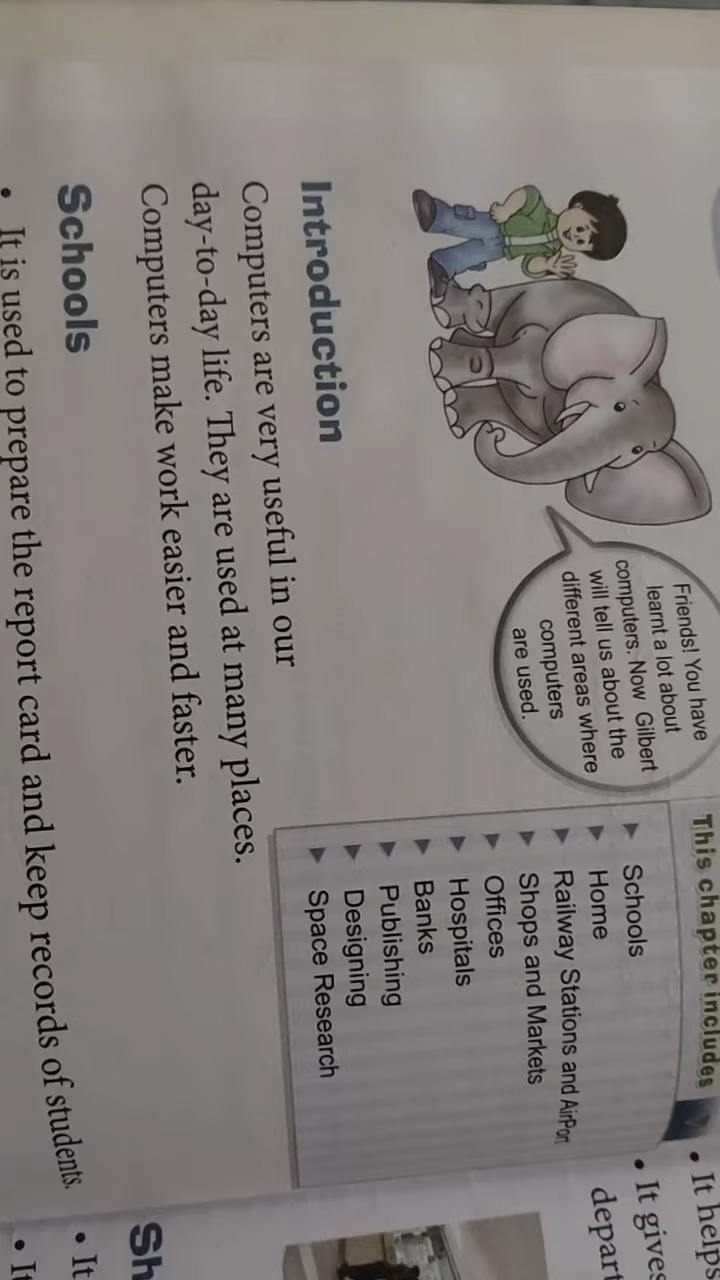 Friends! You have
learnt a lot about
computers. Now Gilbert
will tell us about the
different areas where
computers
are used.
This chapter includes
Schools
Home
Railway Stations and AirPort
Shops and Markets
Offices
Hospitals
Banks
Publishing
Designing
Space Research
Introduction
Computers are very useful in our
day-to-day life. They are used at many places.
Computers make work easier and faster.
Schools
• It is used to prepare the report card and keep records of students.
• It helps
• It gives
• It
• It